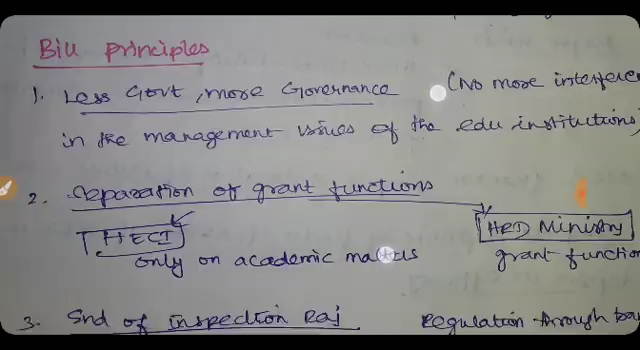 Bill principles
1. Less Govt, more Governance (No more interferen
in the management issues of the edu institutions)
2. Separation of grant functions
HECI HRD Ministry
only on academic matters grant function
3. End of Inspection Raj Regulation through